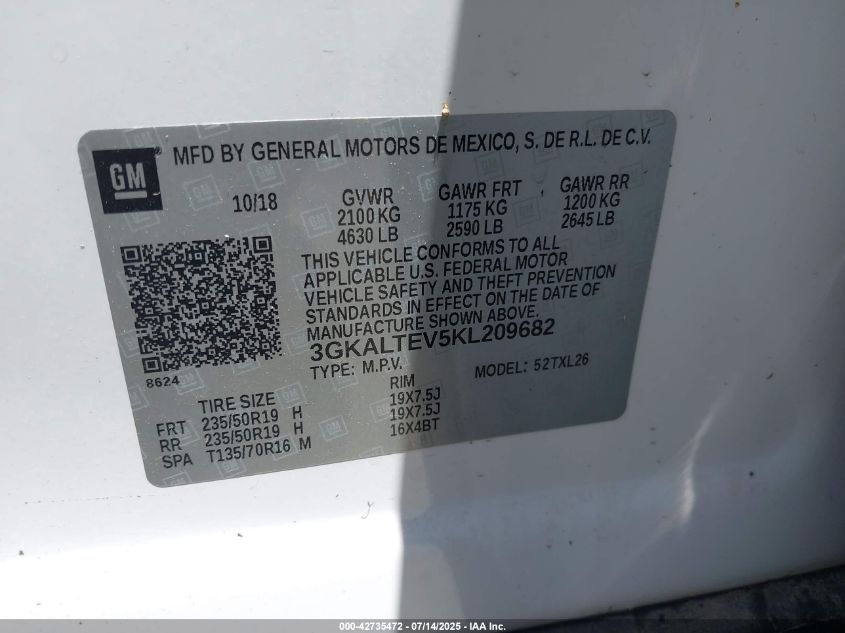 GM
MFD BY GENERAL MOTORS DE MEXICO, S. DE R.L. DE C.V.
10/18
GVWR
2100 KG
4630 LB
GAWR FRT
1175 KG
2590 LB
GAWR RR
1200 KG
2645 LB
THIS VEHICLE CONFORMS TO ALL
APPLICABLE U.S. FEDERAL MOTOR
VEHICLE SAFETY AND THEFT PREVENTION
STANDARDS IN EFFECT ON THE DATE OF
MANUFACTURE SHOWN ABOVE.
3GKALTEV5KL209682
TYPE: M.P.V. MODEL: 52TXL26
8624
TIRE SIZE RIM
FRT 235/50R19 H 19X7.5J
RR 235/50R19 H 19X7.5J
SPA T135/70R16 M 16X4BT
000-42735472 - 07/14/2025 - IAA Inc.